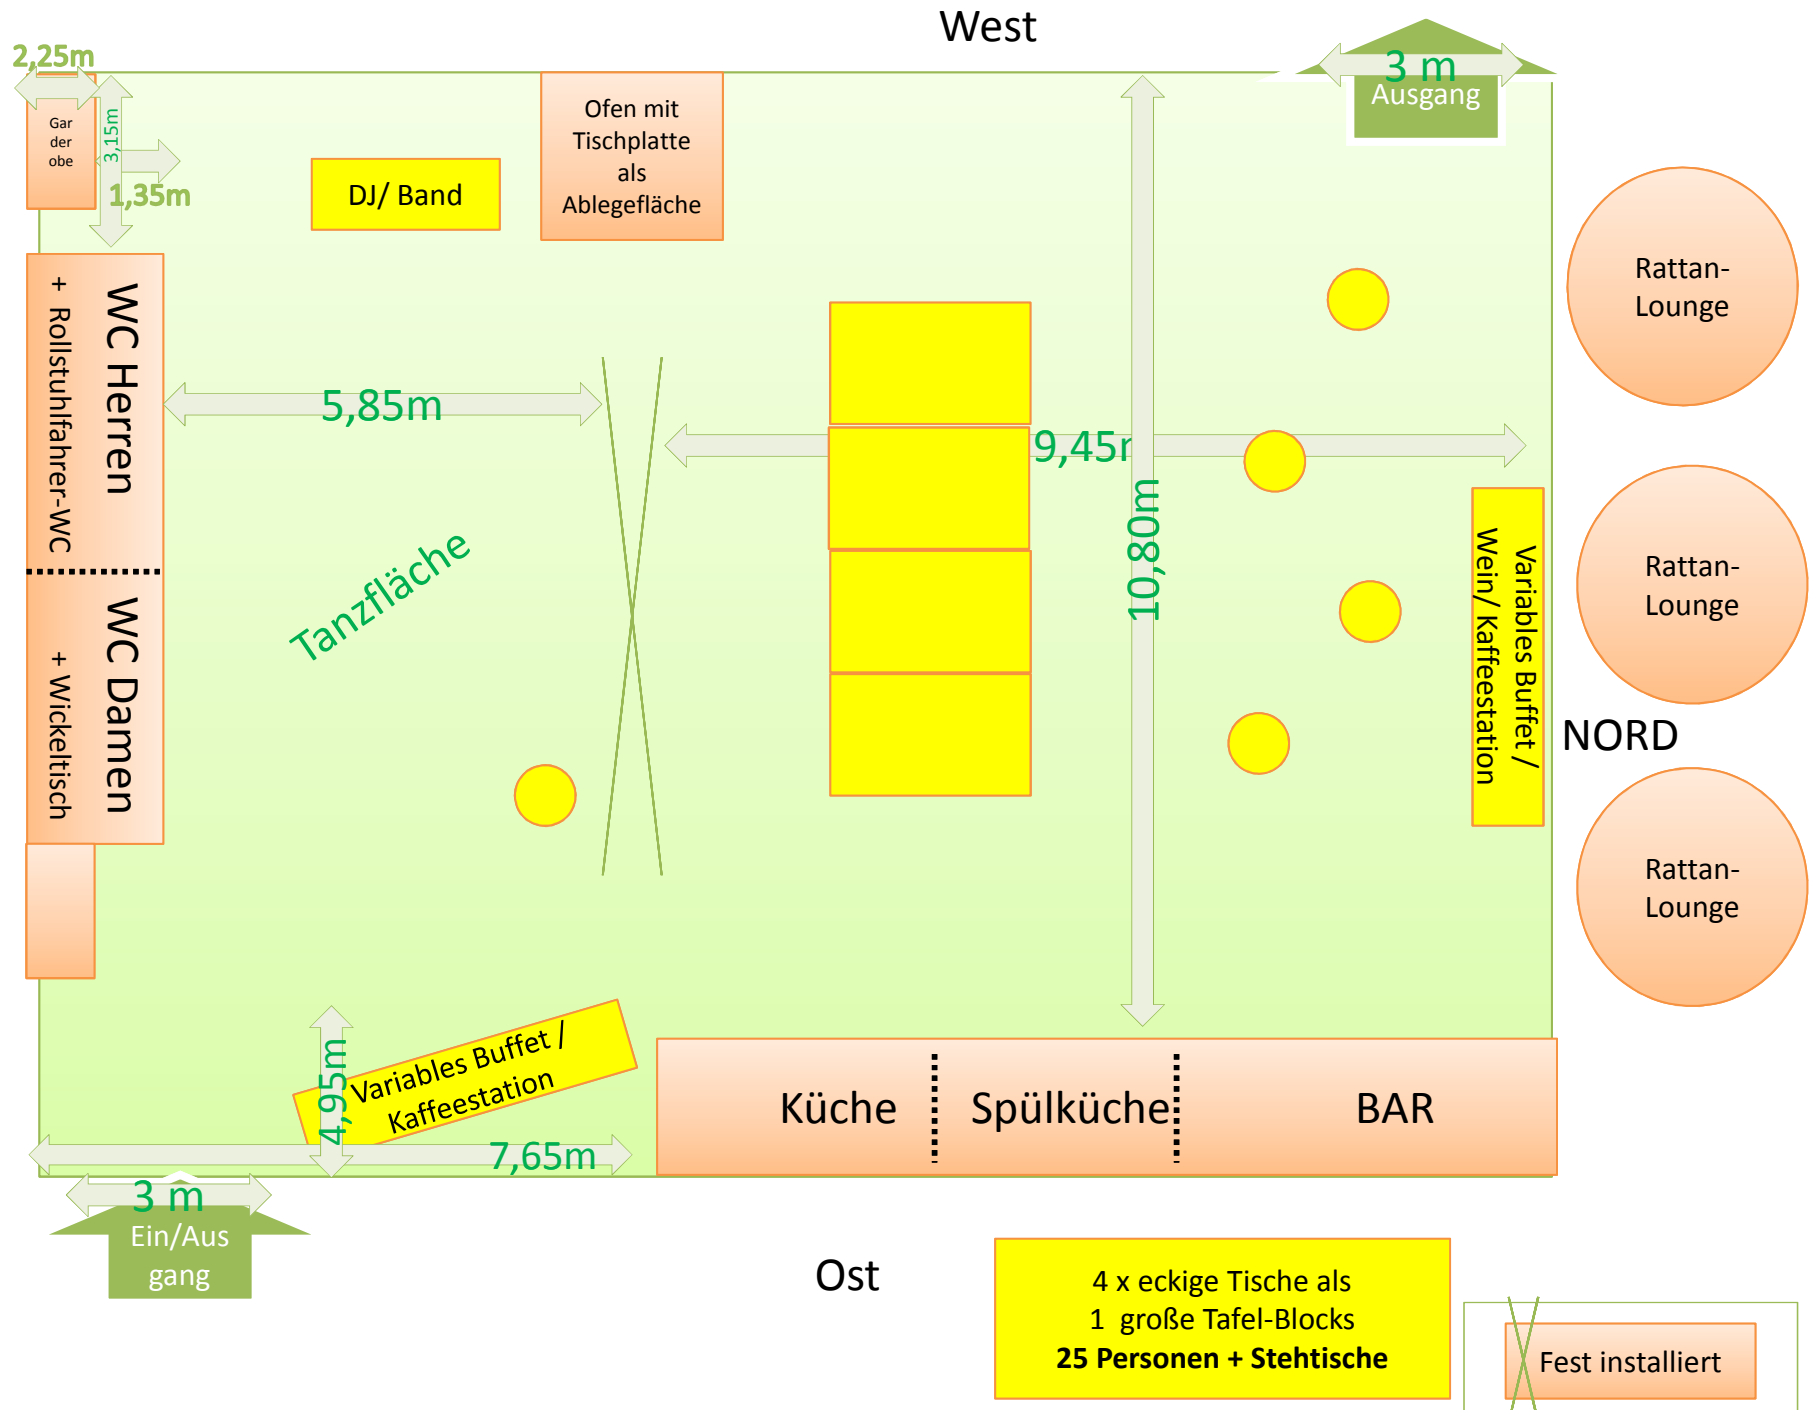 West
2,25m
3 m
Ausgang
Gar
der
obe
3,15m
1,35m
DJ/ Band
Ofen mit
Tischplatte
als
Ablegefläche
Rattan-
Lounge
WC Herren
+ Rollstuhlfahrer-WC
5,85m
9,45m
10,80m
Tanzfläche
Variables Buffet /
Wein/ Kaffeestation
Rattan-
Lounge
WC Damen
+ Wickeltisch
NORD
Rattan-
Lounge
4,95m
Variables Buffet /
Kaffeestation
7,65m
Küche
Spülküche
BAR
3 m
Ein/Aus
gang
Ost
4 x eckige Tische als
1 große Tafel-Blocks
25 Personen + Stehtische
Fest installiert